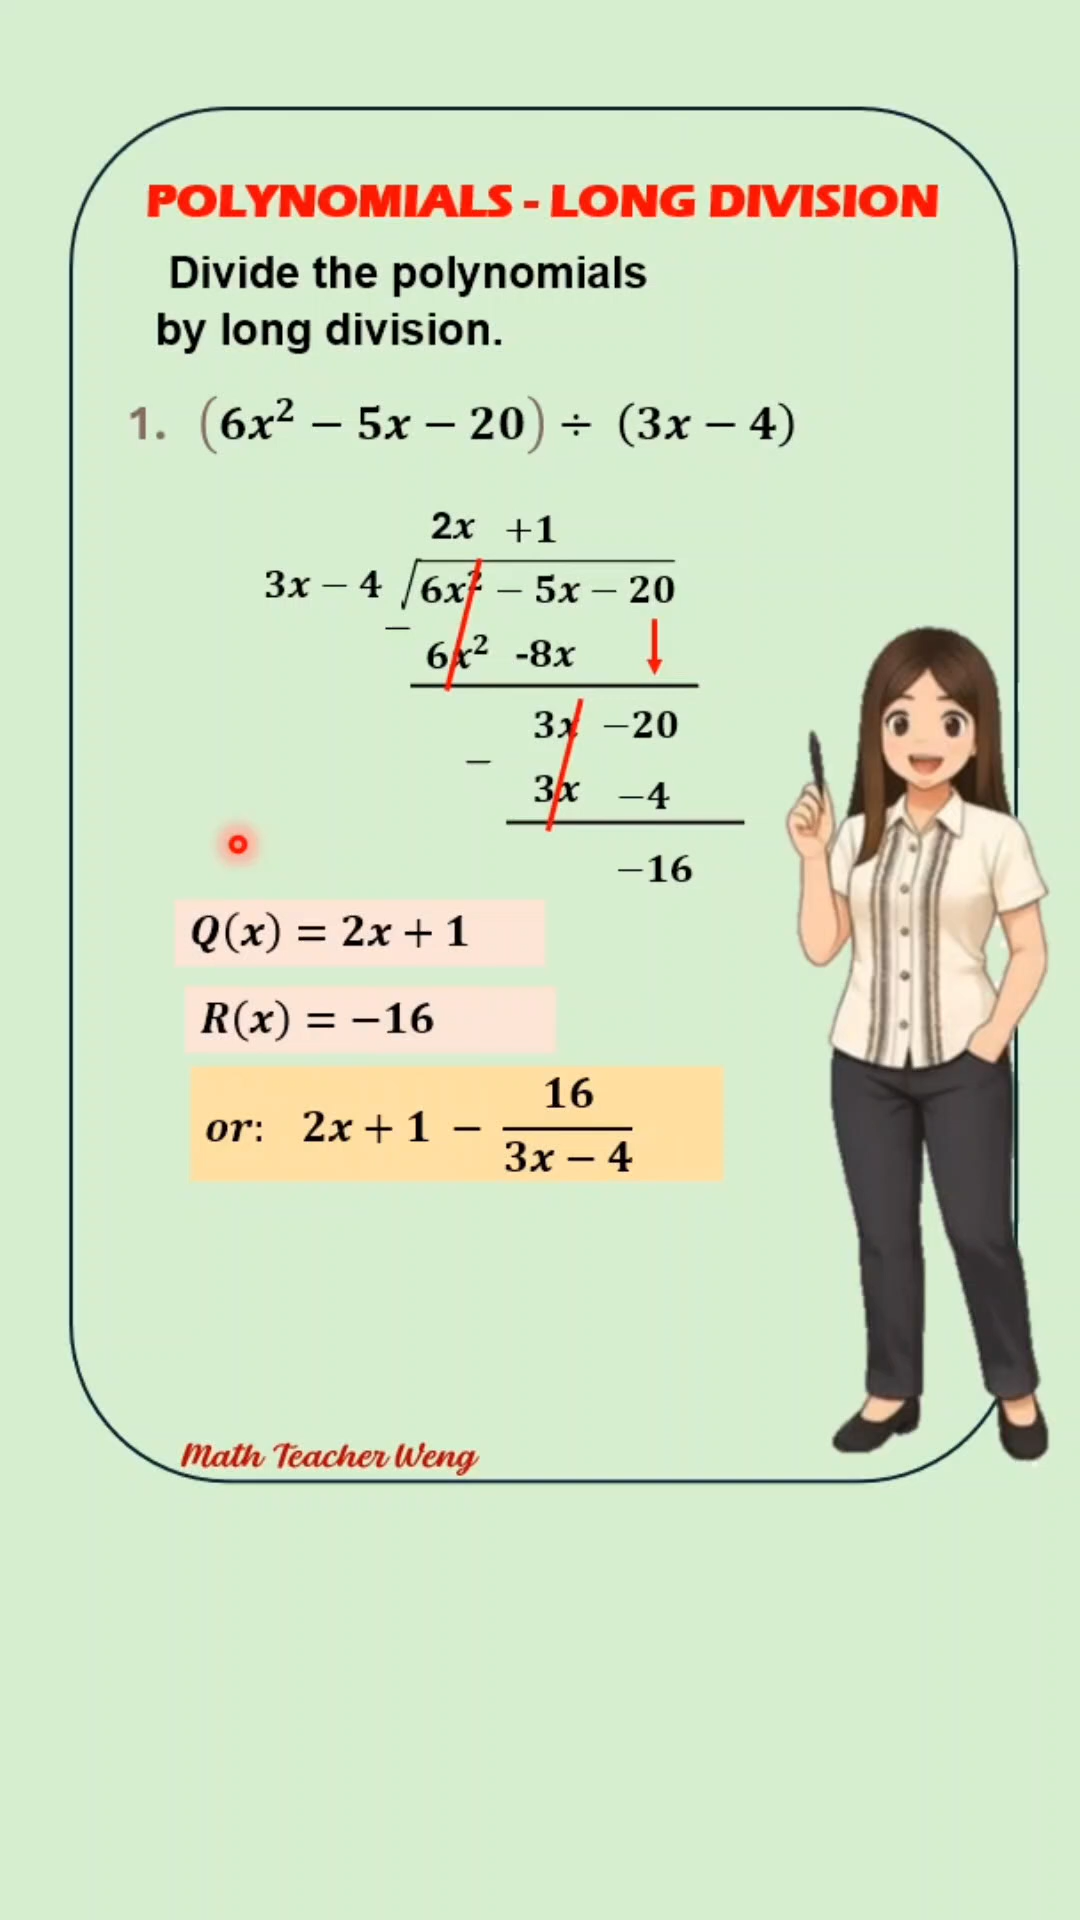 POLYNOMIALS - LONG DIVISION
Divide the polynomials
by long division.
1. (6x² − 5x − 20) ÷ (3x − 4)
2x +1
3x − 4 √6x² − 5x − 20
−
6x² -8x
3x −20
−
3x −4
−16
Q(x) = 2x + 1
R(x) = −16
16
or: 2x + 1 −
3x − 4
Math Teacher Weng